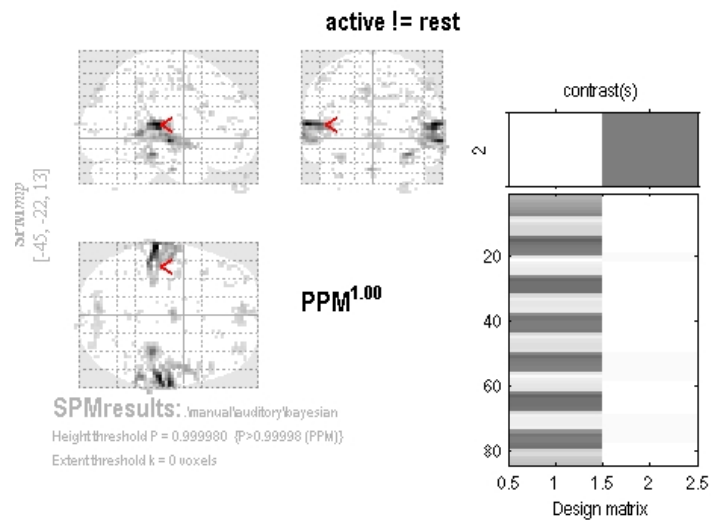 active != rest
contrast(s)
2
SPMmip
[-45, -22, 13]
<
<
<
PPM1.00
20
40
60
80
0.5 1 1.5 2 2.5
Design matrix
SPMresults: .\manual\auditory\bayesian
Height threshold P = 0.999980 {P>0.99998 (PPM)}
Extent threshold k = 0 voxels